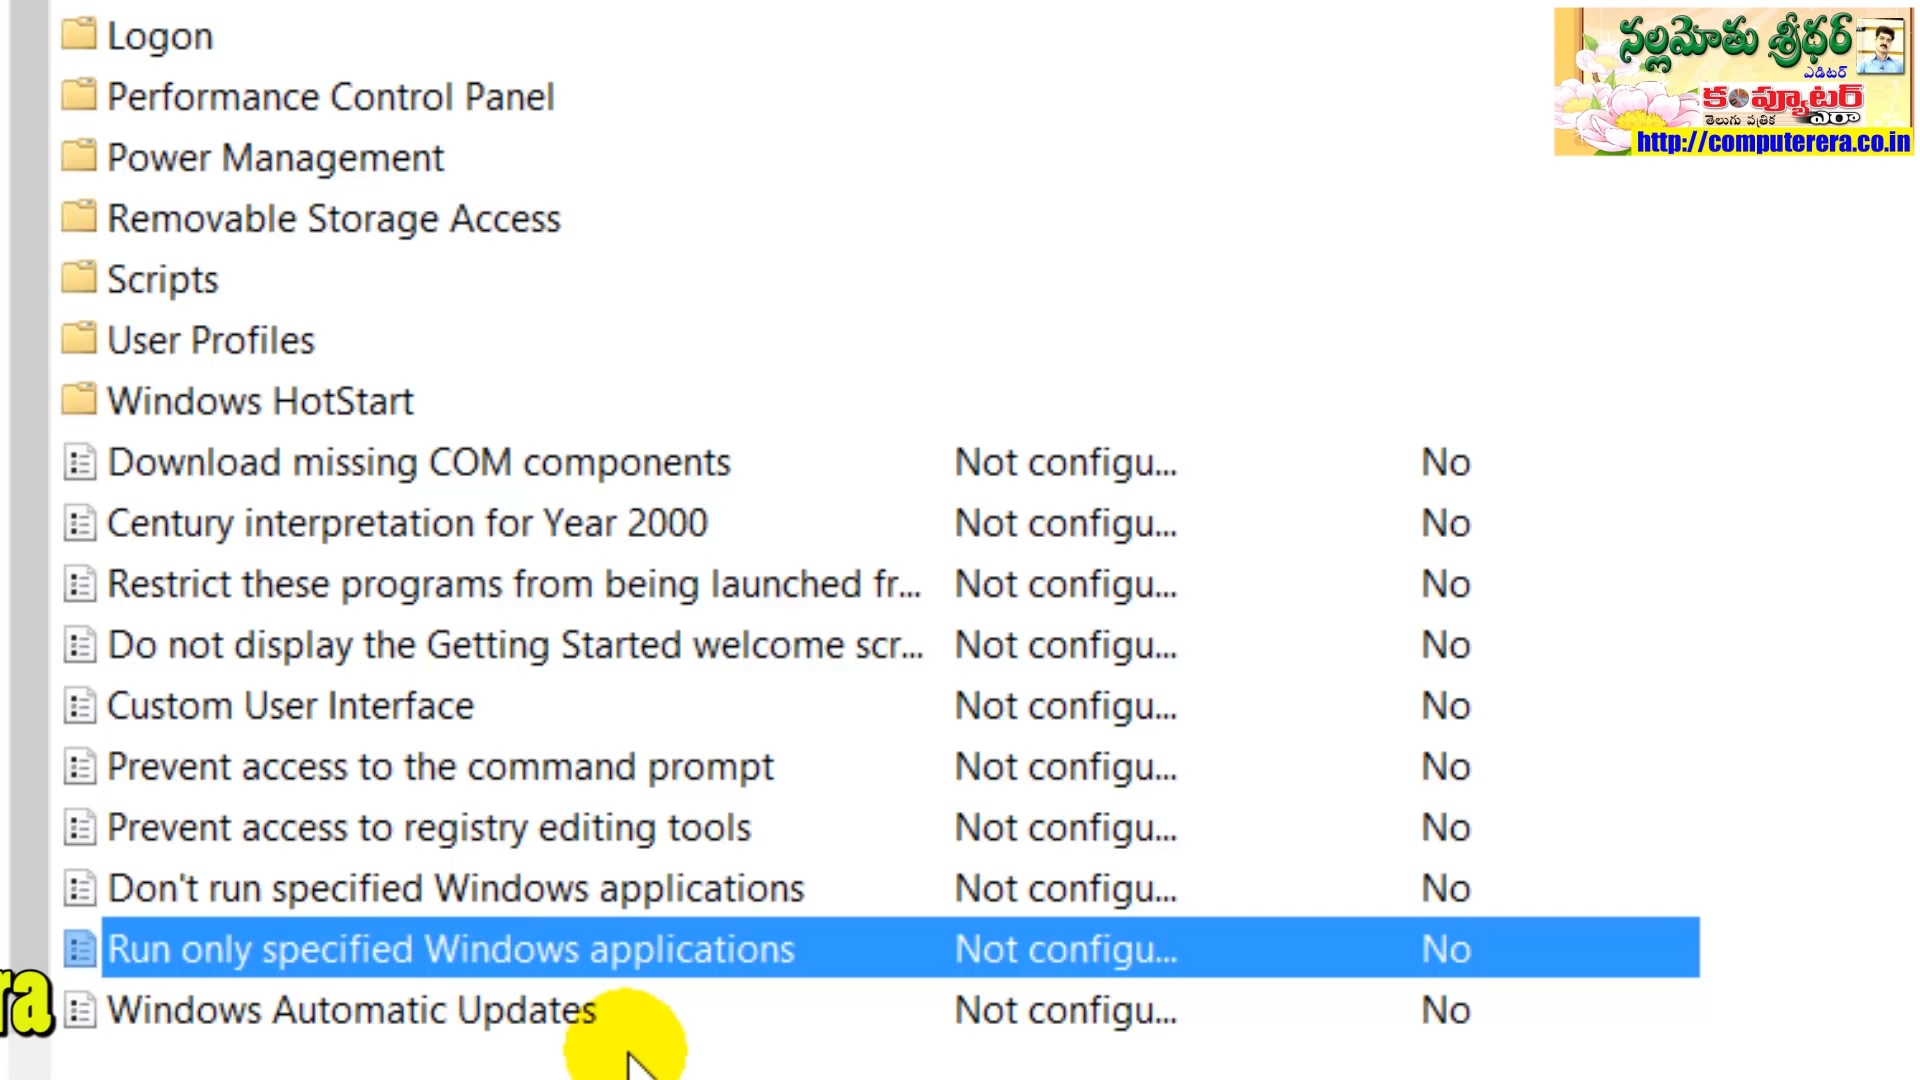 Logon
Performance Control Panel
Power Management
Removable Storage Access
Scripts
User Profiles
Windows HotStart
Download missing COM components Not configu... No
Century interpretation for Year 2000 Not configu... No
Restrict these programs from being launched fr... Not configu... No
Do not display the Getting Started welcome scr... Not configu... No
Custom User Interface Not configu... No
Prevent access to the command prompt Not configu... No
Prevent access to registry editing tools Not configu... No
Don't run specified Windows applications Not configu... No
Run only specified Windows applications Not configu... No
Windows Automatic Updates Not configu... No
ra
నల్లమోతు శ్రీధర్
ఎడిటర్
కంప్యూటర్
తెలుగు పత్రిక ఎరా
http://computerera.co.in